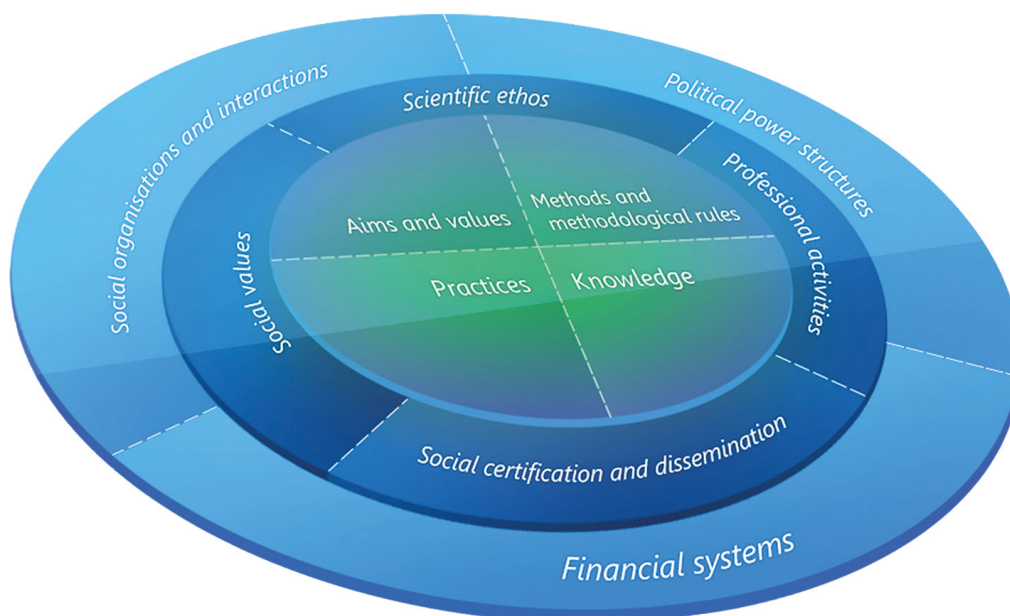 Social organisations and interactions
Political power structures
Scientific ethos
Professional activities
Social values
Social certification and dissemination
Financial systems
Aims and values
Methods and
methodological rules
Practices
Knowledge